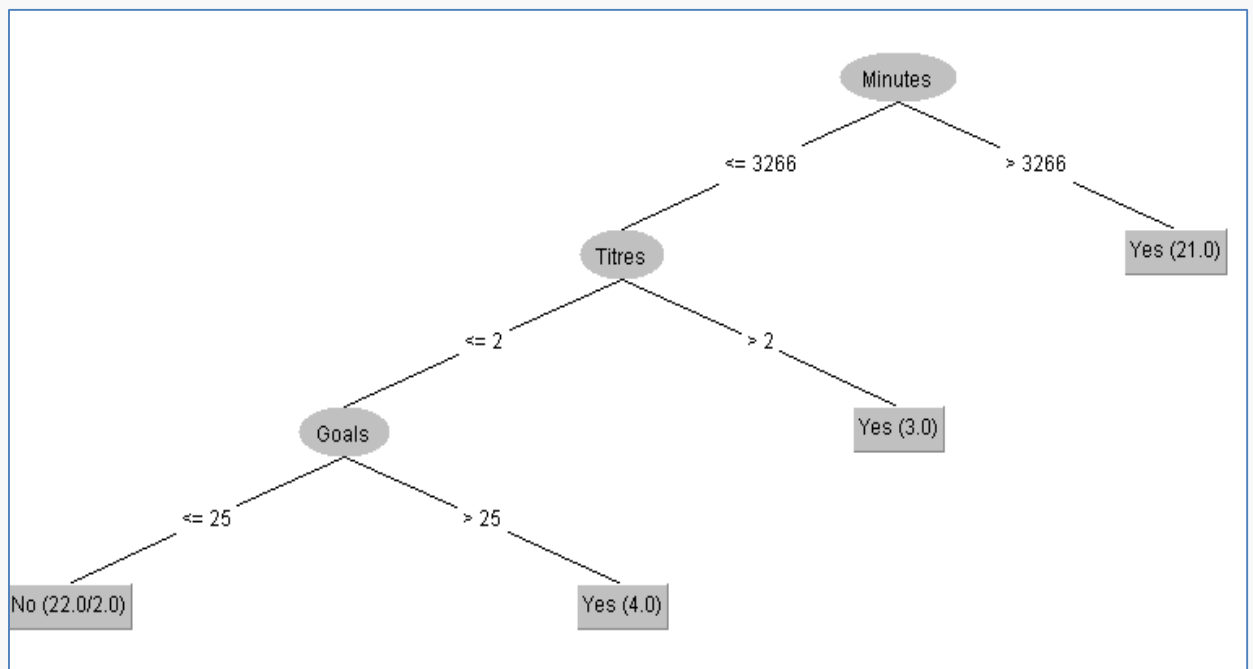 Minutes
<= 3266
> 3266
Titres
Yes (21.0)
<= 2
> 2
Goals
Yes (3.0)
<= 25
> 25
No (22.0/2.0)
Yes (4.0)